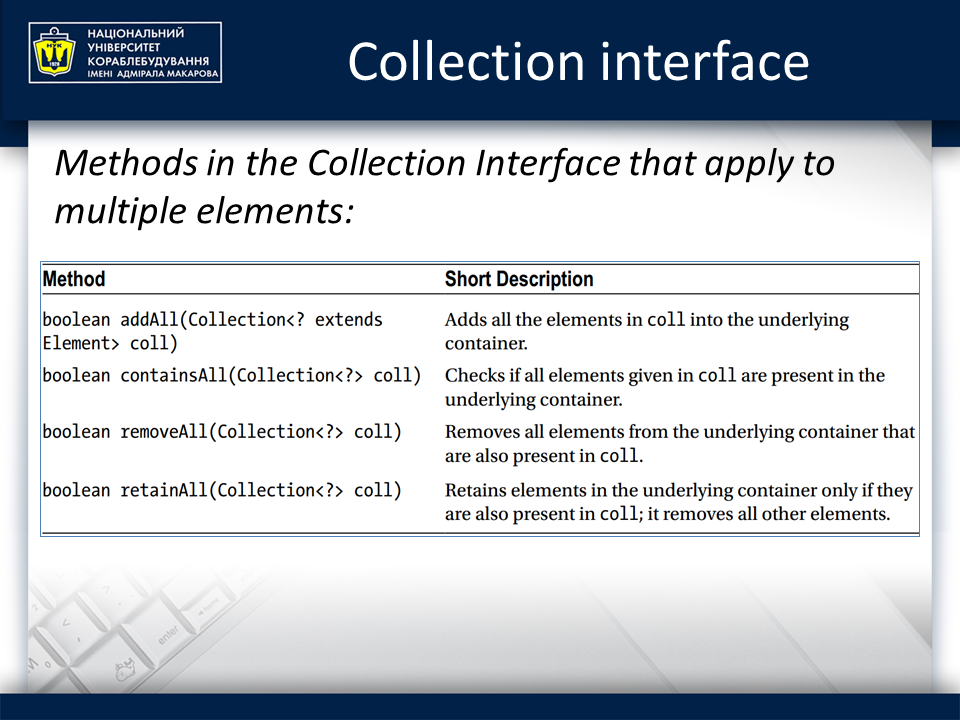 НАЦІОНАЛЬНИЙ
УНІВЕРСИТЕТ
КОРАБЛЕБУДУВАННЯ
ІМЕНІ АДМІРАЛА МАКАРОВА
НУК
1920
Collection interface
Methods in the Collection Interface that apply to
multiple elements:
Method Short Description
boolean addAll(Collection<? extends Adds all the elements in coll into the underlying
Element> coll) container.
boolean containsAll(Collection<?> coll) Checks if all elements given in coll are present in the
underlying container.
boolean removeAll(Collection<?> coll) Removes all elements from the underlying container that
are also present in coll.
boolean retainAll(Collection<?> coll) Retains elements in the underlying container only if they
are also present in coll; it removes all other elements.
enter